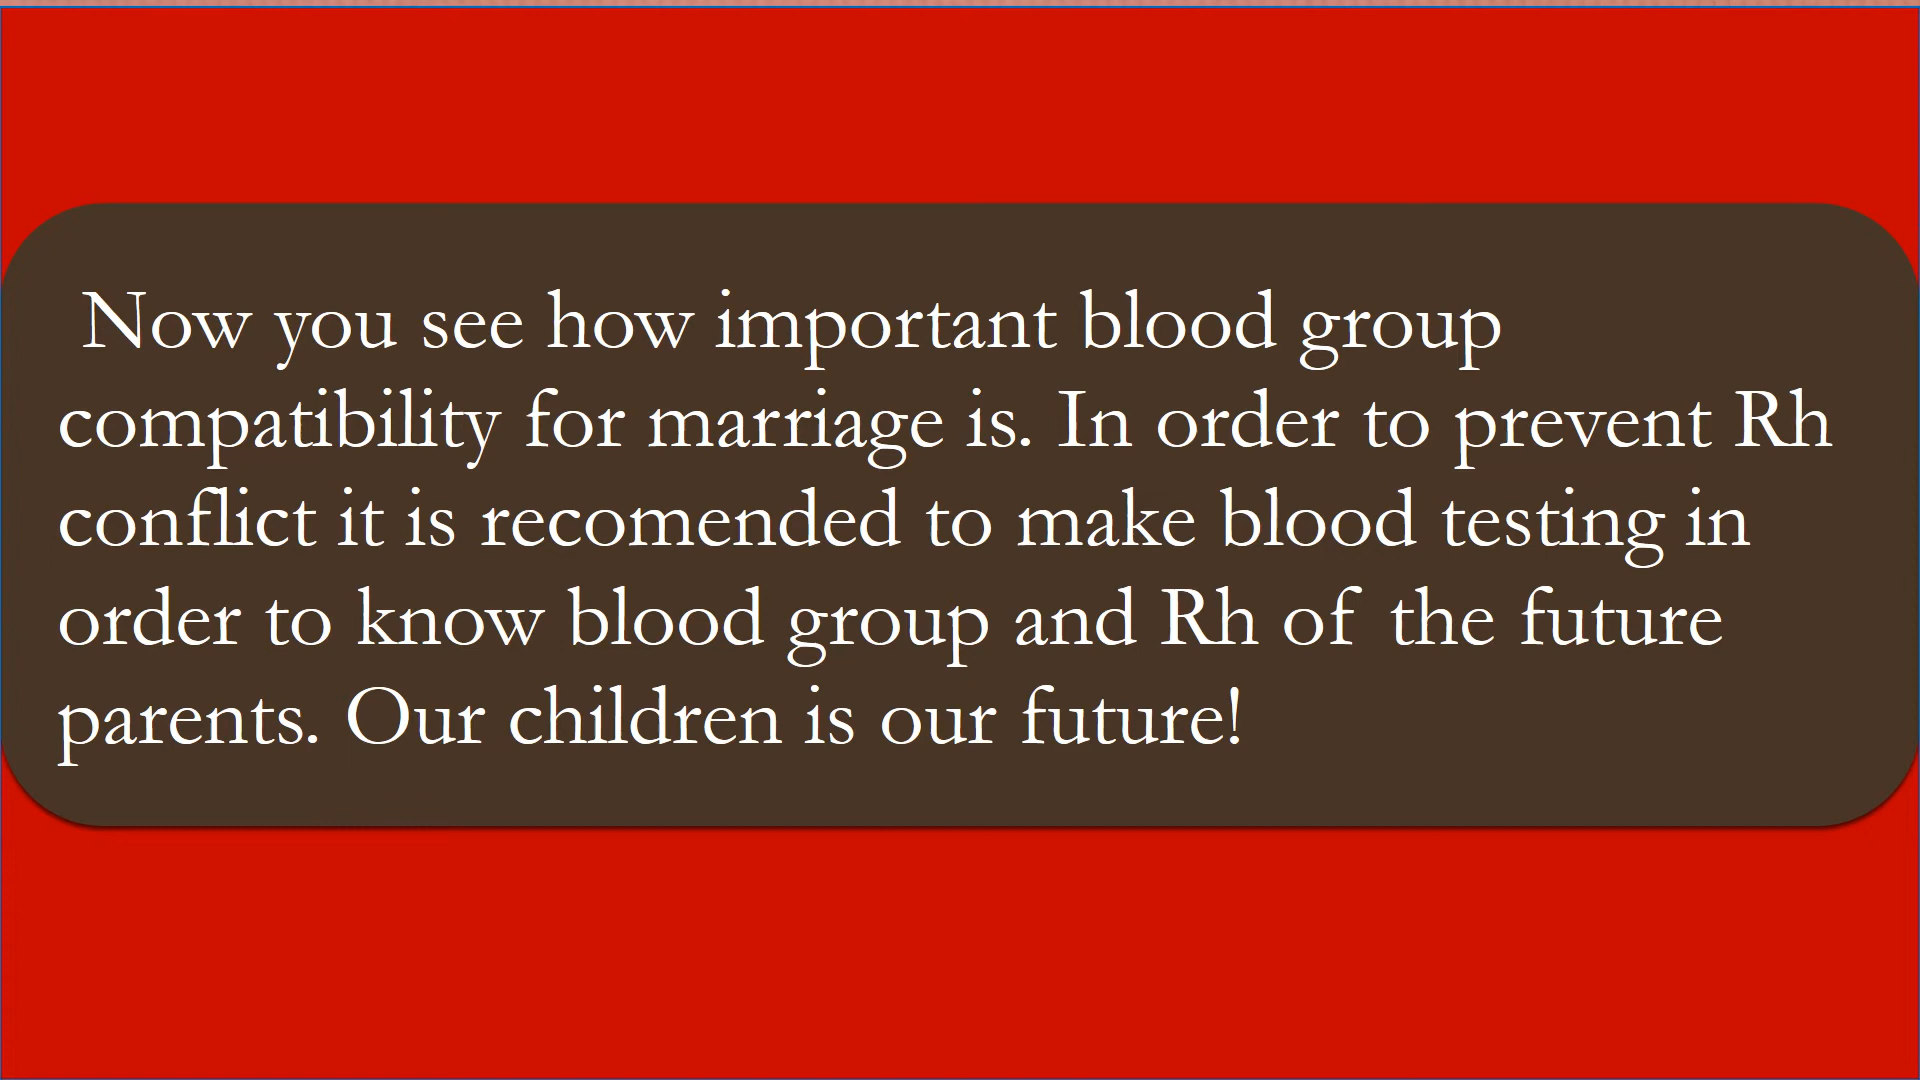 Now you see how important blood group
compatibility for marriage is. In order to prevent Rh
conflict it is recomended to make blood testing in
order to know blood group and Rh of the future
parents. Our children is our future!